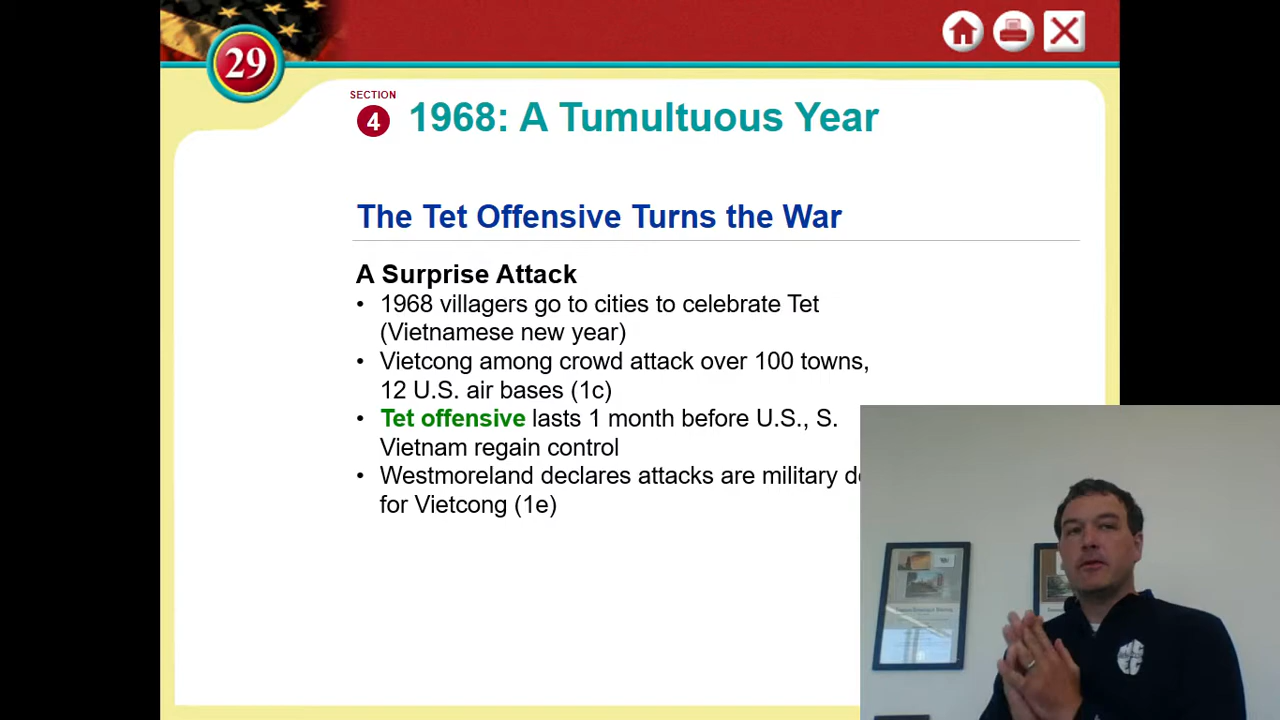 29
SECTION
4
1968: A Tumultuous Year
The Tet Offensive Turns the War
A Surprise Attack
• 1968 villagers go to cities to celebrate Tet
(Vietnamese new year)
• Vietcong among crowd attack over 100 towns,
12 U.S. air bases (1c)
• Tet offensive lasts 1 month before U.S., S.
Vietnam regain control
• Westmoreland declares attacks are military
for Vietcong (1e)